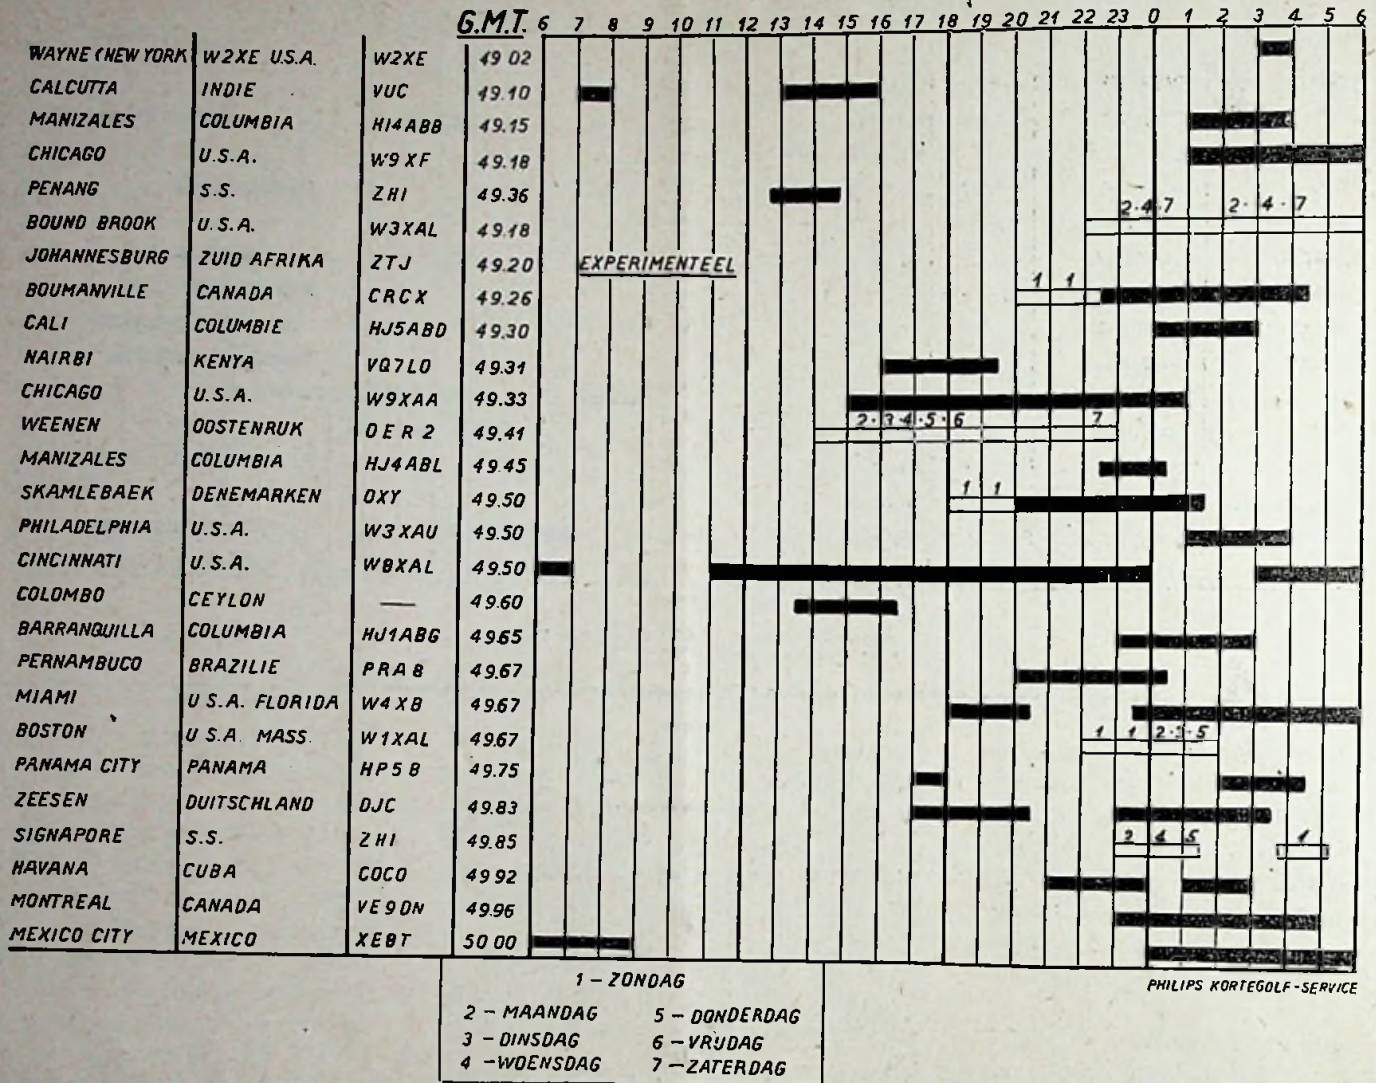 G.M.T. 6 7 8 9 10 11 12 13 14 15 16 17 18 19 20 21 22 23 0 1 2 3 4 5 6
WAYNE (NEW YORK W2XE U.S.A. W2XE 49 02
CALCUTTA INDIE VUC 49.10
MANIZALES COLUMBIA HI4ABB 49.15
CHICAGO U.S.A. W9XF 49.18
PENANG S.S. ZHI 49.36
BOUND BROOK U.S.A. W3XAL 49.18 2·4·7 2·4·7
JOHANNESBURG ZUID AFRIKA ZTJ 49.20 EXPERIMENTEEL
BOUMANVILLE CANADA CRCX 49.26 1 1
CALI COLUMBIE HJ5ABD 49.30
NAIRBI KENYA VQ7LO 49.31
CHICAGO U.S.A. W9XAA 49.33
WEENEN OOSTENRIJK OER2 49.41 2·3·4·5·6 7
MANIZALES COLUMBIA HJ4ABL 49.45
SKAMLEBAEK DENEMARKEN OXY 49.50 1 1
PHILADELPHIA U.S.A. W3XAU 49.50
CINCINNATI U.S.A. W8XAL 49.50
COLOMBO CEYLON — 49.60
BARRANQUILLA COLUMBIA HJ1ABG 49.65
PERNAMBUCO BRAZILIE PRA8 49.67
MIAMI U.S.A. FLORIDA W4XB 49.67
BOSTON U.S.A. MASS. W1XAL 49.67 1 1 2·3·5
PANAMA CITY PANAMA HP5B 49.75
ZEESEN DUITSCHLAND DJC 49.83
SIGNAPORE S.S. ZHI 49.85 2 4 5 1
HAVANA CUBA COCO 49 92
MONTREAL CANADA VE9DN 49.96
MEXICO CITY MEXICO XEBT 50 00
PHILIPS KORTEGOLF-SERVICE
1 – ZONDAG
2 – MAANDAG 5 – DONDERDAG
3 – DINSDAG 6 – VRIJDAG
4 – WOENSDAG 7 – ZATERDAG